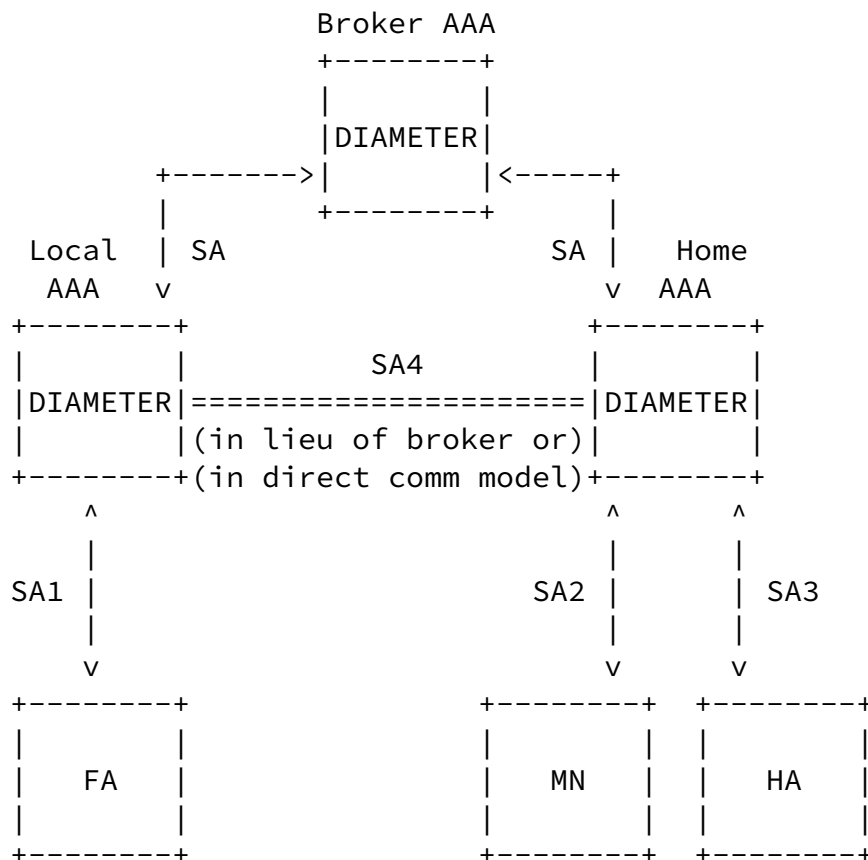 Broker AAA
DIAMETER
SA SA
Local Home
AAA AAA
SA4
DIAMETER DIAMETER
(in lieu of broker or)
(in direct comm model)
SA1 SA2 SA3
FA MN HA